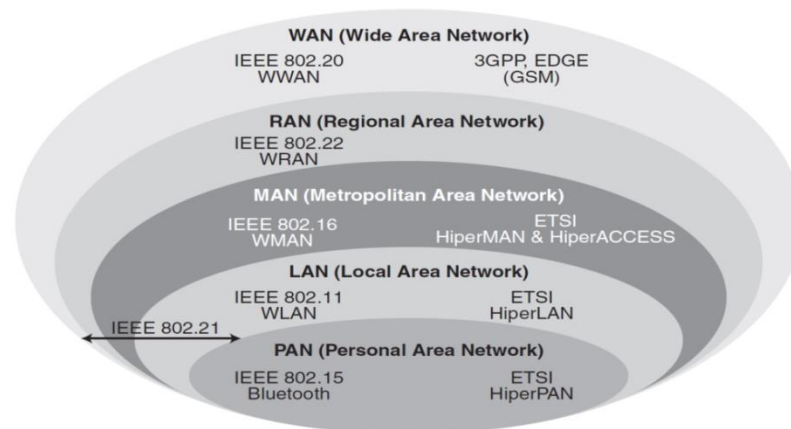 WAN (Wide Area Network)
IEEE 802.20 3GPP, EDGE
WWAN (GSM)
RAN (Regional Area Network)
IEEE 802.22
WRAN
MAN (Metropolitan Area Network)
IEEE 802.16 ETSI
WMAN HiperMAN & HiperACCESS
LAN (Local Area Network)
IEEE 802.11 ETSI
WLAN HiperLAN
IEEE 802.21
PAN (Personal Area Network)
IEEE 802.15 ETSI
Bluetooth HiperPAN